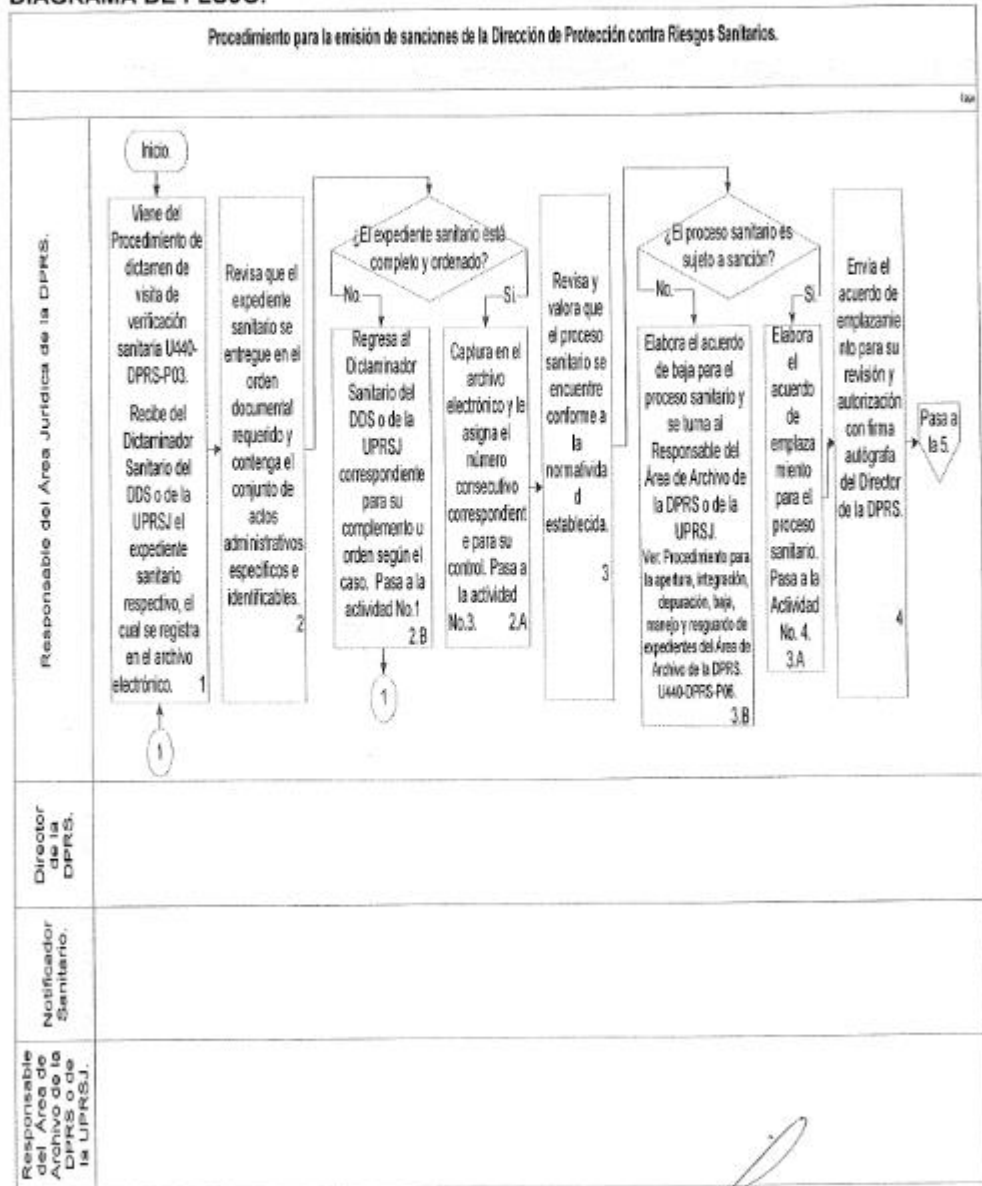 DIAGRAMA DE FLUJO.
Procedimiento para la emisión de sanciones de la Dirección de Protección contra Riesgos Sanitarios.
Responsable del Área Jurídica de la DPRS.
Inicio.
Viene del
Procedimiento de
dictamen de
visita de
verificación
sanitaria U440-
DPRS-P03.
Recibe del
Dictaminador
Sanitario del
DDS o de la
UPRSJ el
expediente
sanitario
respectivo, el
cual se registra
en el archivo
electrónico. 1
1
Revisa que el
expediente
sanitario se
entregue en el
orden
documental
requerido y
contenga el
conjunto de
actos
administrativos
específicos e
identificables.
2
¿El expediente sanitario está
completo y ordenado?
No.
Si.
Regresa al
Dictaminador
Sanitario del
DDS o de la
UPRSJ
correspondiente
para su
complemento u
orden según el
caso. Pasa a la
actividad No.1
2.B
1
Captura en el
archivo
electrónico y le
asigna el
número
consecutivo
correspondient
e para su
control. Pasa a
la actividad
No.3. 2.A
Revisa y
valora que
el proceso
sanitario se
encuentre
conforme a
la
normativida
d
establecida.
3
¿El proceso sanitario es
sujeto a sanción?
No.
Si.
Elabora el acuerdo
de baja para el
proceso sanitario y
se turna al
Responsable del
Área de Archivo de
la DPRS o de la
UPRSJ.
Ver: Procedimiento para
la apertura, integración,
depuración, baja,
manejo y resguardo de
expedientes del Área de
Archivo de la DPRS.
U440-DPRS-P06.
3.B
Elabora
el
acuerdo
de
emplaza
miento
para el
proceso
sanitario.
Pasa a la
Actividad
No. 4.
3.A
Envía el
acuerdo de
emplazamie
nto para su
revisión y
autorización
con firma
autógrafa
del Director
de la DPRS.
4
Pasa a
la 5.
Director
de la
DPRS.
Notificador
Sanitario.
Responsable
del Área de
Archivo de la
DPRS o de
la UPRSJ.